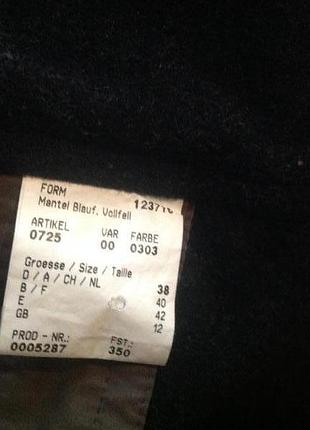 FORM 123716
Mantel Blauf. Vollfell
ARTIKEL VAR FARBE
0725 00 0303
Groesse / Size / Taille
D / A / CH / NL 38
B / F 40
E 42
GB 12
PROD - NR.: FST.:
0005287 350